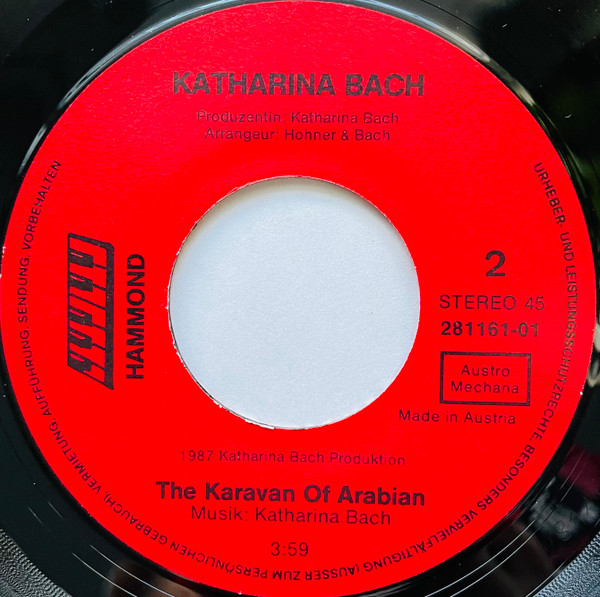 KATHARINA BACH
Produzentin: Katharina Bach
Arrangeur: Hohner & Bach
HAMMOND
2
STEREO 45
281161-01
Austro
Mechana
Made in Austria
1987 Katharina Bach Produktion
The Karavan Of Arabian
Musik: Katharina Bach
3:59
URHEBER- UND LEISTUNGSSCHUTZRECHTE, BESONDERS VERVIELFÄLTIGUNG (AUSSER ZUM PERSÖNLICHEN GEBRAUCH), VERMIETUNG, AUFFÜHRUNG, SENDUNG, VORBEHALTEN